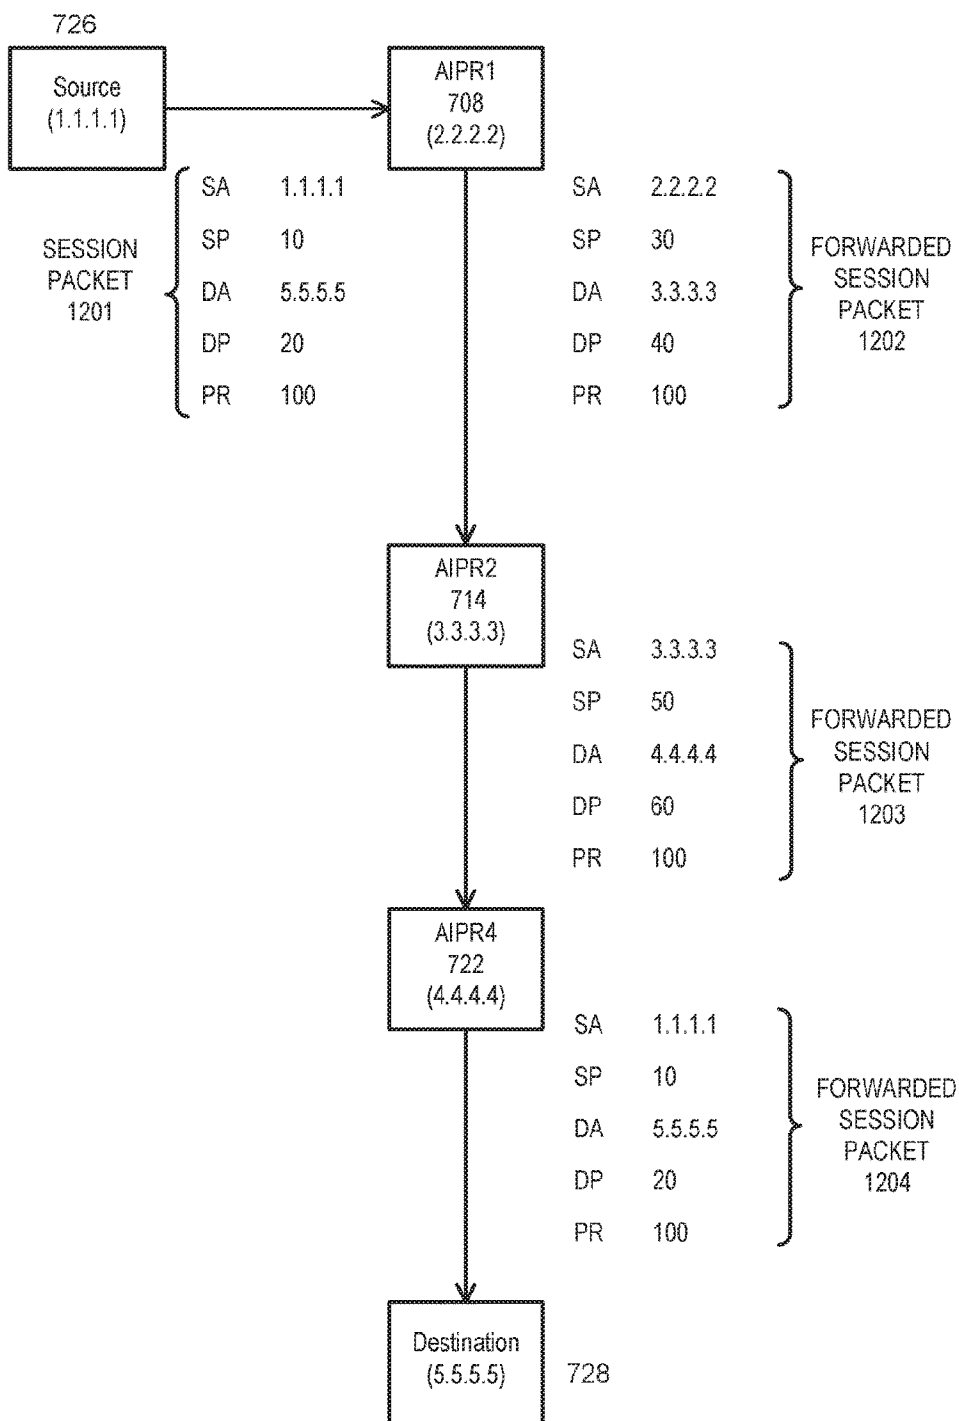 726
Source
(1.1.1.1)
AIPR1
708
(2.2.2.2)
SESSION
PACKET
1201
SA 1.1.1.1
SP 10
DA 5.5.5.5
DP 20
PR 100
SA 2.2.2.2
SP 30
DA 3.3.3.3
DP 40
PR 100
FORWARDED
SESSION
PACKET
1202
AIPR2
714
(3.3.3.3)
SA 3.3.3.3
SP 50
DA 4.4.4.4
DP 60
PR 100
FORWARDED
SESSION
PACKET
1203
AIPR4
722
(4.4.4.4)
SA 1.1.1.1
SP 10
DA 5.5.5.5
DP 20
PR 100
FORWARDED
SESSION
PACKET
1204
Destination
(5.5.5.5)
728